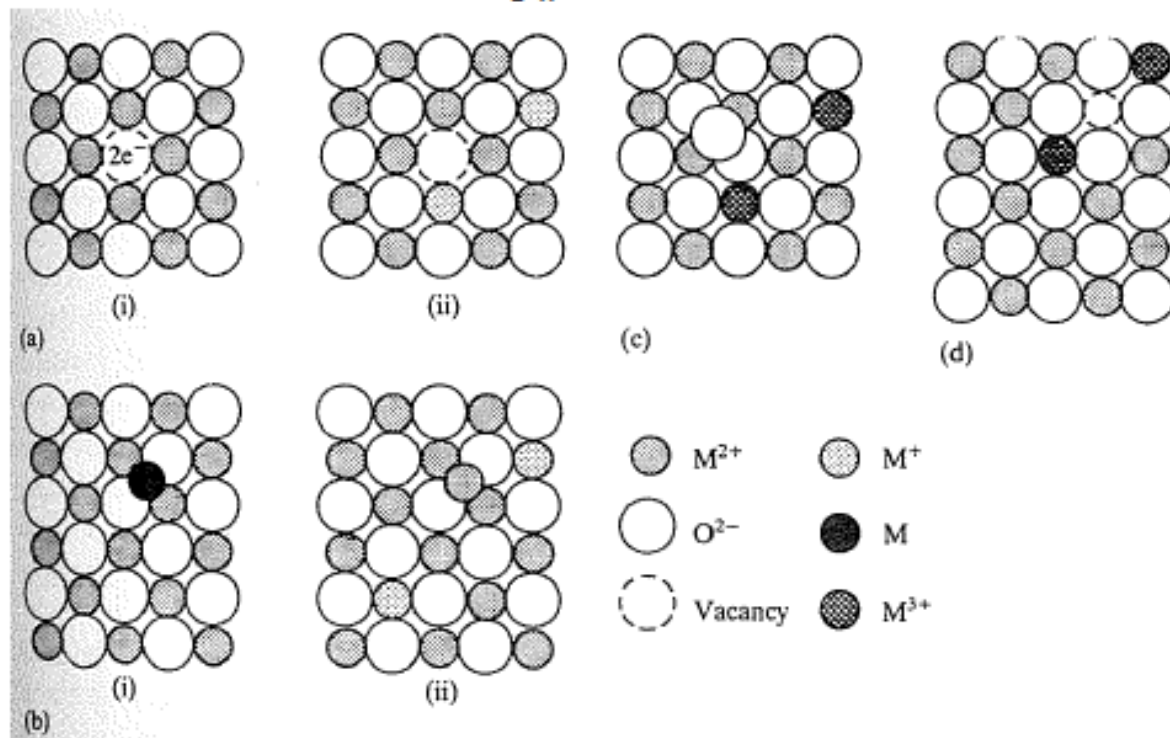 2e⁻
(i)
(ii)
(a)
(c)
(d)
M²⁺
M⁺
O²⁻
M
Vacancy
M³⁺
(i)
(ii)
(b)